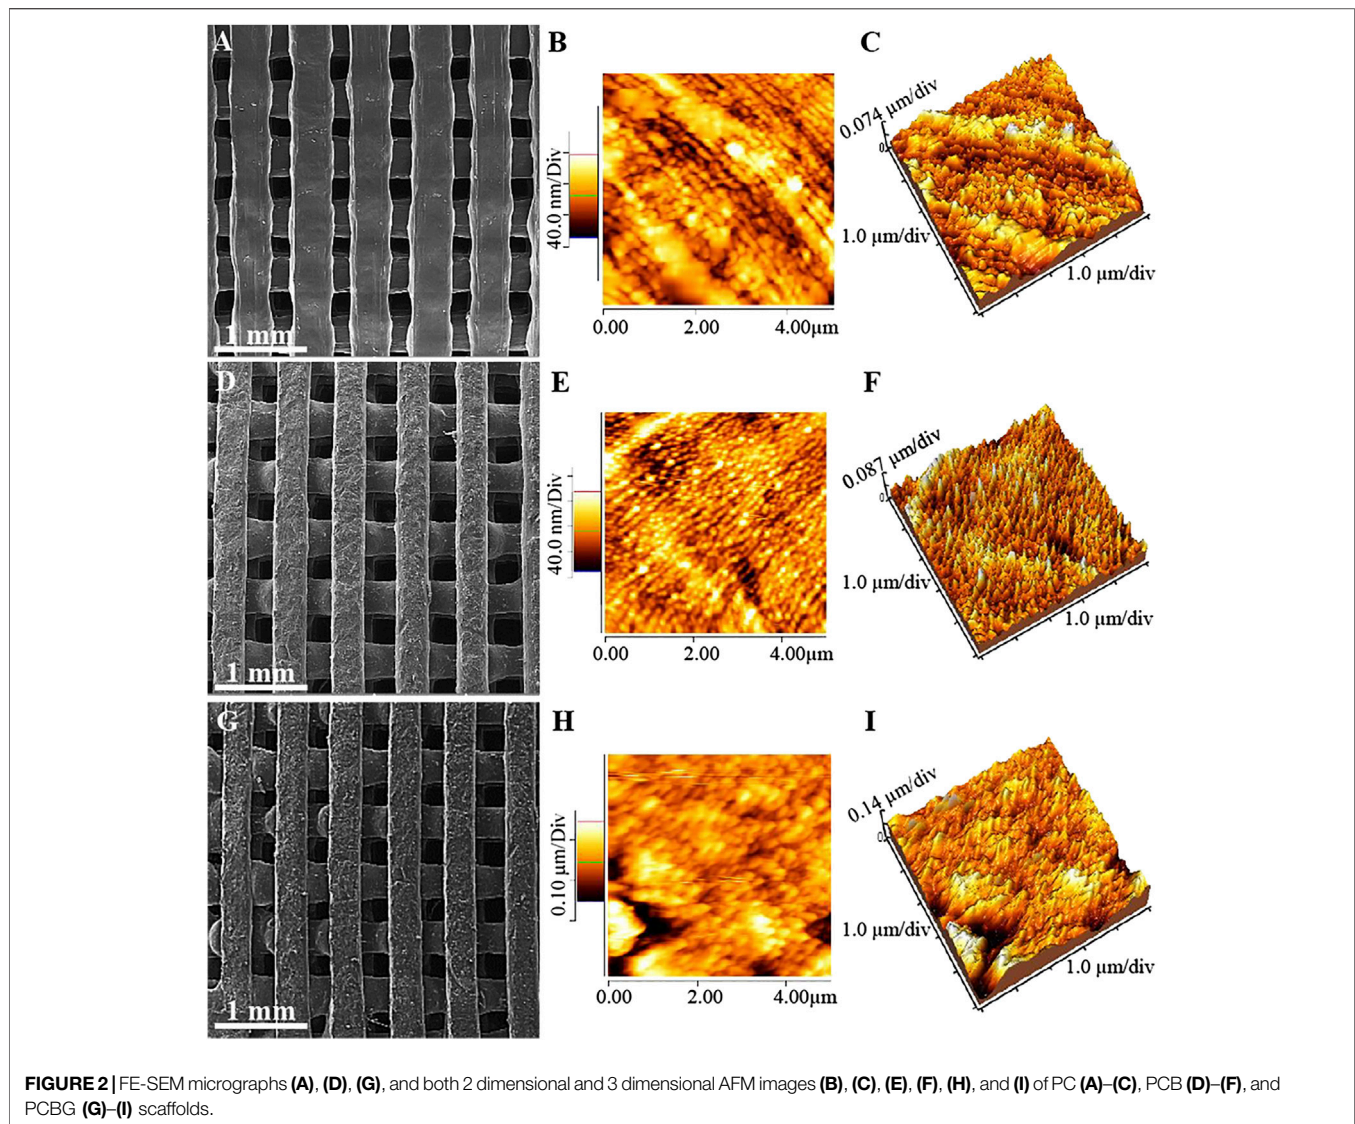 A
1 mm
B
40.0 nm/Div
0.00 2.00 4.00µm
C
0.074 µm/div
0
1.0 µm/div
1.0 µm/div
D
1 mm
E
40.0 nm/Div
0.00 2.00 4.00µm
F
0.087 µm/div
0
1.0 µm/div
1.0 µm/div
G
1 mm
H
0.10 µm/Div
0.00 2.00 4.00µm
I
0.14 µm/div
0
1.0 µm/div
1.0 µm/div
FIGURE 2 | FE-SEM micrographs (A), (D), (G), and both 2 dimensional and 3 dimensional AFM images (B), (C), (E), (F), (H), and (I) of PC (A)–(C), PCB (D)–(F), and
PCBG (G)–(I) scaffolds.